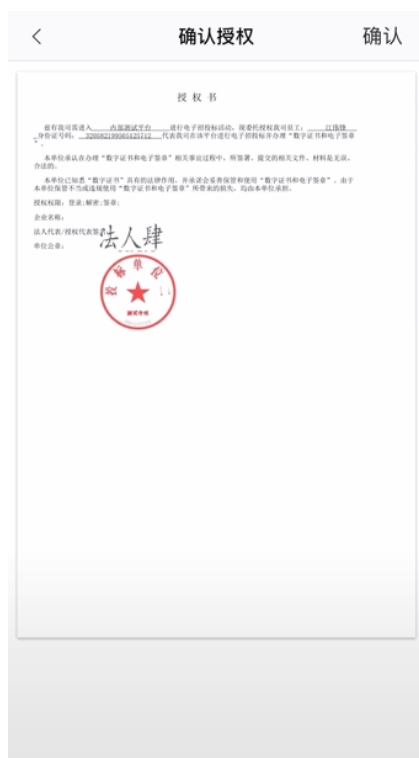 确认授权
确认
授 权 书
兹有我司需进入 内部测试平台 进行电子招投标活动，现委托授权我司员工：
身份证号码： 代表我司在该平台进行电子招投标并办理“数字证书和电子签章
”。
本单位承认在办理“数字证书和电子签章”相关事宜过程中，所签署、提交的相关文件、材料是无误、
合法的。
本单位已知悉“数字证书”具有的法律作用，并承诺会妥善保管和使用“数字证书和电子签章”，由于
本单位保管不当或违规使用“数字证书和电子签章”所带来的损失，均由本单位承担。
授权权限：登录;解密;签章;
企业名称：
法人代表/授权代表签
法人肆
单位公章：
投标单位
测试专用